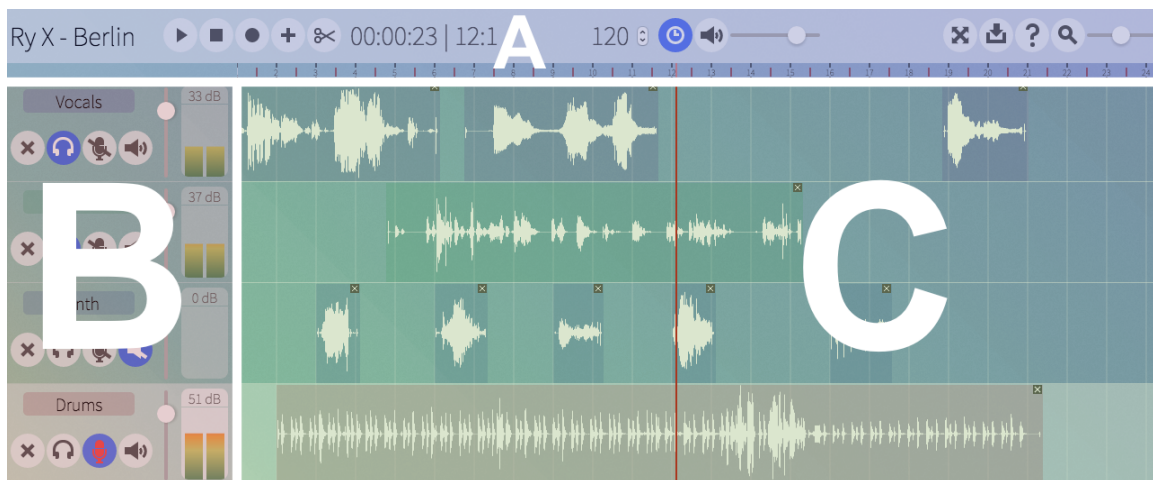 Ry X - Berlin 00:00:23 | 12:1 120 ?
A
2 3 4 5 6 7 8 9 10 11 12 13 14 15 16 17 18 19 20 21 22 23 24
Vocals 33 dB
37 dB
B C
nth 0 dB
Drums 51 dB